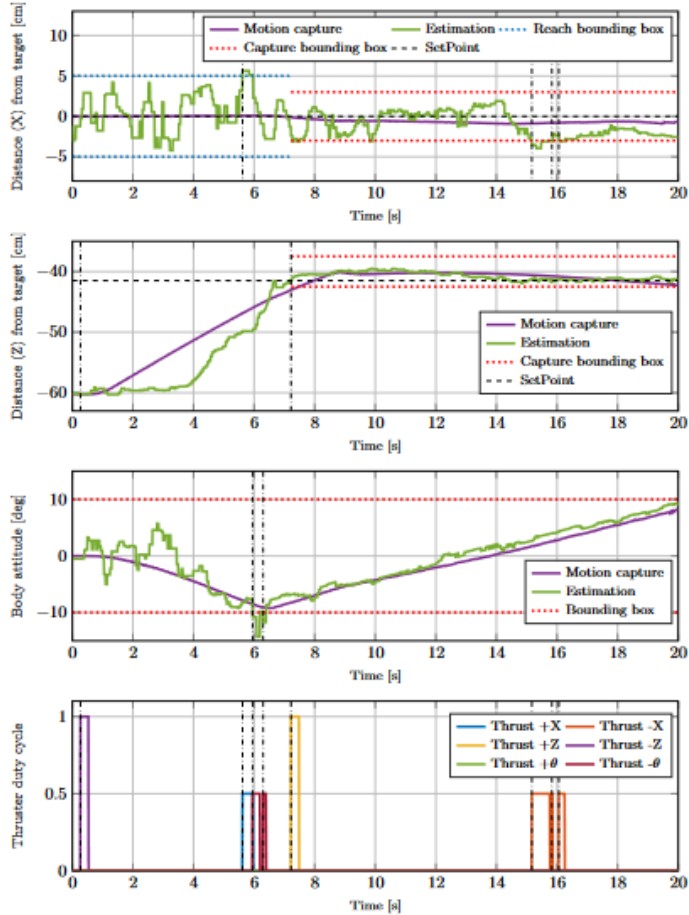 Motion capture Estimation Reach bounding box
Capture bounding box SetPoint
Distance (X) from target [cm]
10
5
0
−5
0 2 4 6 8 10 12 14 16 18 20
Time [s]
Distance (Z) from target [cm]
−40
−50
−60
Motion capture
Estimation
Capture bounding box
SetPoint
0 2 4 6 8 10 12 14 16 18 20
Time [s]
Body attitude [deg]
10
0
−10
Motion capture
Estimation
Bounding box
0 2 4 6 8 10 12 14 16 18 20
Time [s]
Thruster duty cycle
1
0.5
0
Thrust +X Thrust -X
Thrust +Z Thrust -Z
Thrust +θ Thrust -θ
0 2 4 6 8 10 12 14 16 18 20
Time [s]